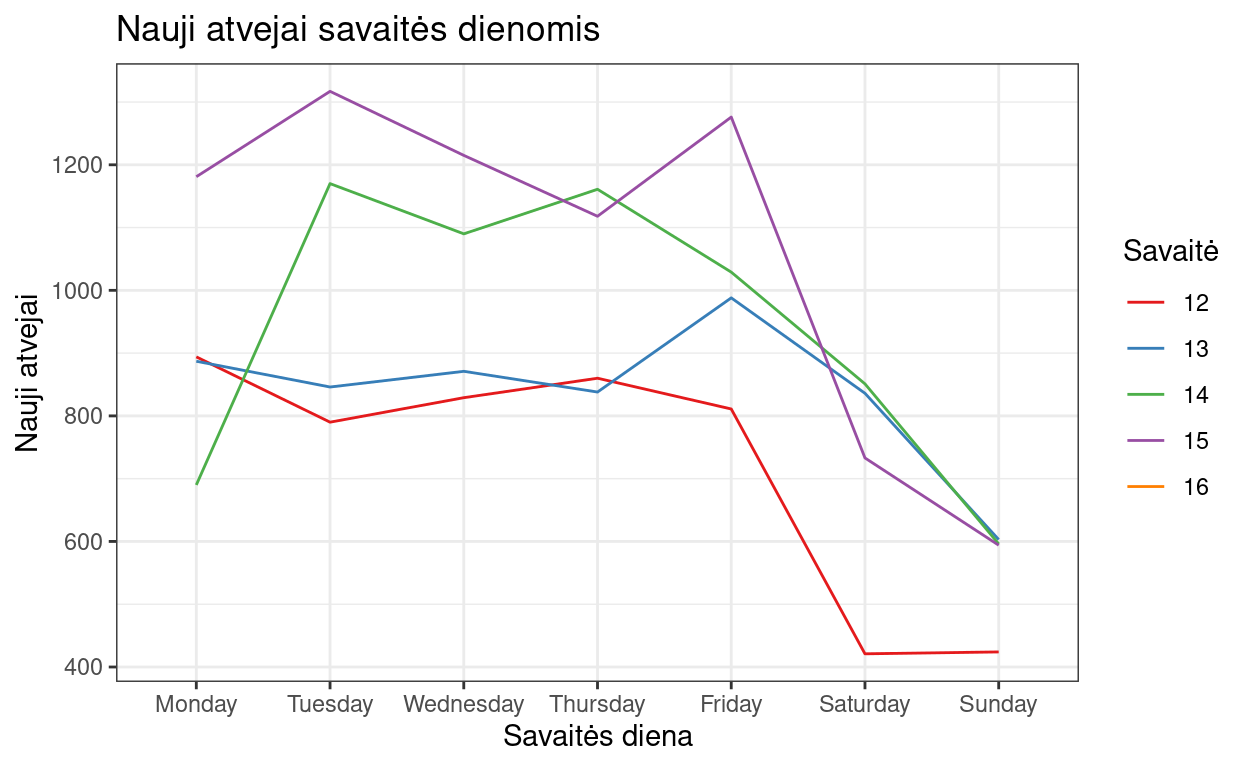 Nauji atvejai savaitės dienomis
Nauji atvejai
1200
1000
800
600
400
Monday Tuesday Wednesday Thursday Friday Saturday Sunday
Savaitės diena
Savaitė
12
13
14
15
16